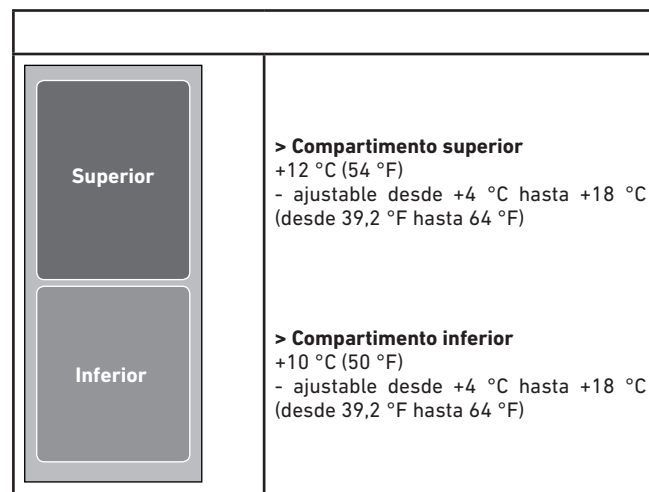 Superior
> Compartimento superior
+12 °C (54 °F)
- ajustable desde +4 °C hasta +18 °C
(desde 39,2 °F hasta 64 °F)
Inferior
> Compartimento inferior
+10 °C (50 °F)
- ajustable desde +4 °C hasta +18 °C
(desde 39,2 °F hasta 64 °F)